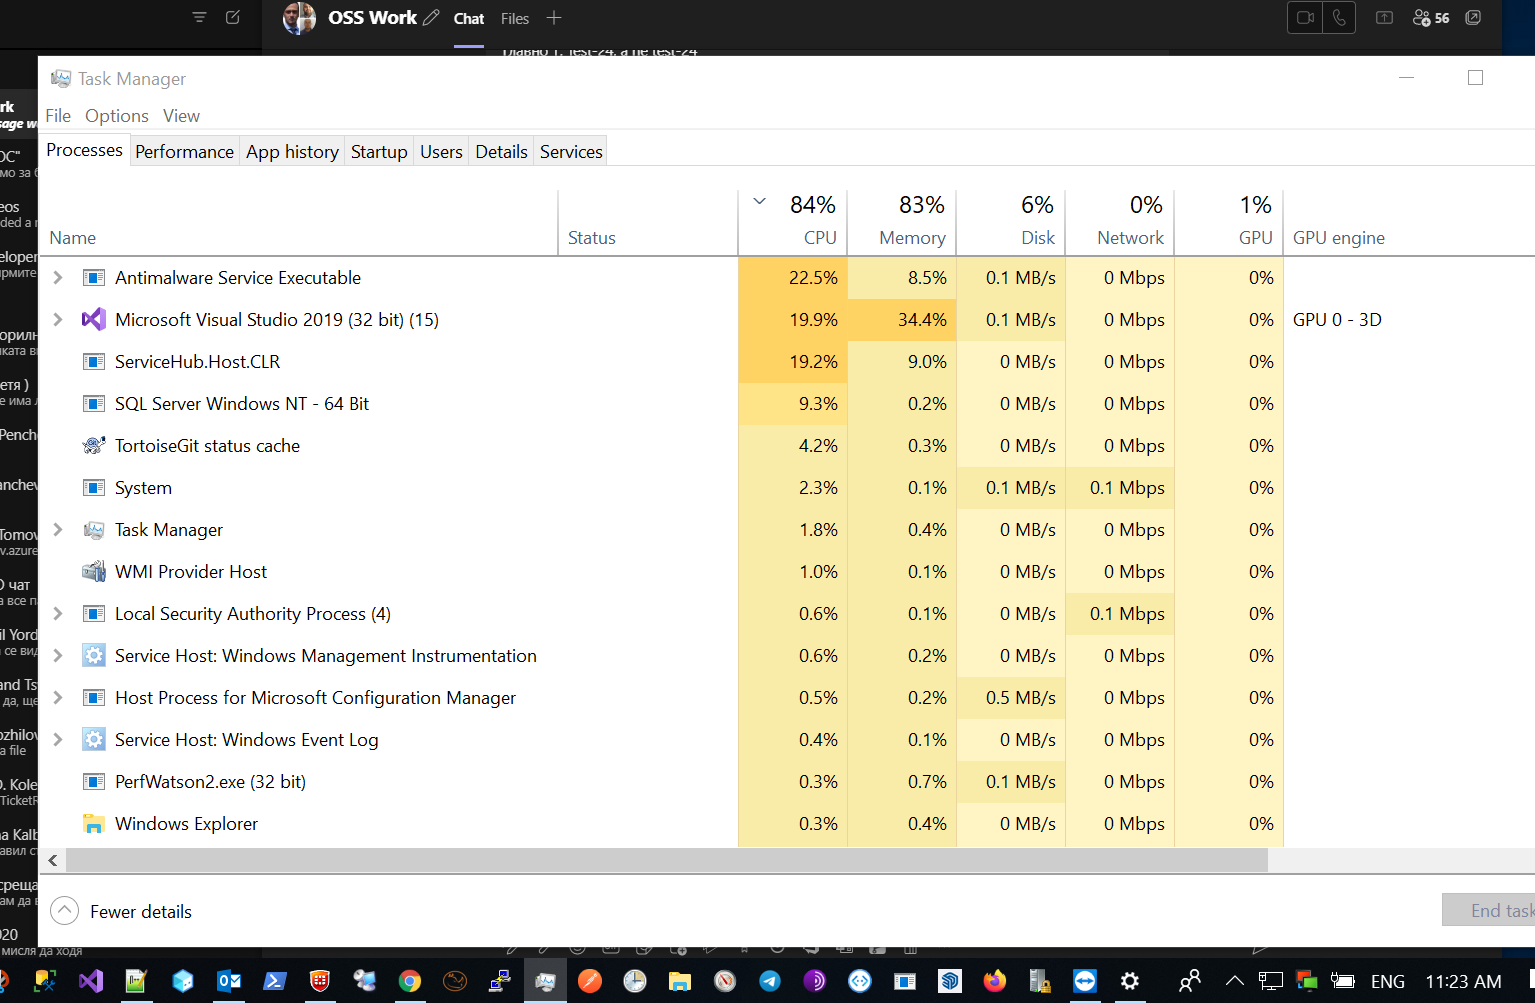 OSS Work
Chat
Files
56
Task Manager
File Options View
Processes Performance App history Startup Users Details Services
84% 83% 6% 0% 1%
Name Status CPU Memory Disk Network GPU GPU engine
Antimalware Service Executable 22.5% 8.5% 0.1 MB/s 0 Mbps 0%
Microsoft Visual Studio 2019 (32 bit) (15) 19.9% 34.4% 0.1 MB/s 0 Mbps 0% GPU 0 - 3D
ServiceHub.Host.CLR 19.2% 9.0% 0 MB/s 0 Mbps 0%
SQL Server Windows NT - 64 Bit 9.3% 0.2% 0 MB/s 0 Mbps 0%
TortoiseGit status cache 4.2% 0.3% 0 MB/s 0 Mbps 0%
System 2.3% 0.1% 0.1 MB/s 0.1 Mbps 0%
Task Manager 1.8% 0.4% 0 MB/s 0 Mbps 0%
WMI Provider Host 1.0% 0.1% 0 MB/s 0 Mbps 0%
Local Security Authority Process (4) 0.6% 0.1% 0 MB/s 0.1 Mbps 0%
Service Host: Windows Management Instrumentation 0.6% 0.2% 0 MB/s 0 Mbps 0%
Host Process for Microsoft Configuration Manager 0.5% 0.2% 0.5 MB/s 0 Mbps 0%
Service Host: Windows Event Log 0.4% 0.1% 0 MB/s 0 Mbps 0%
PerfWatson2.exe (32 bit) 0.3% 0.7% 0.1 MB/s 0 Mbps 0%
Windows Explorer 0.3% 0.4% 0 MB/s 0 Mbps 0%
Fewer details
End task
мисля да ходя
ENG 11:23 AM